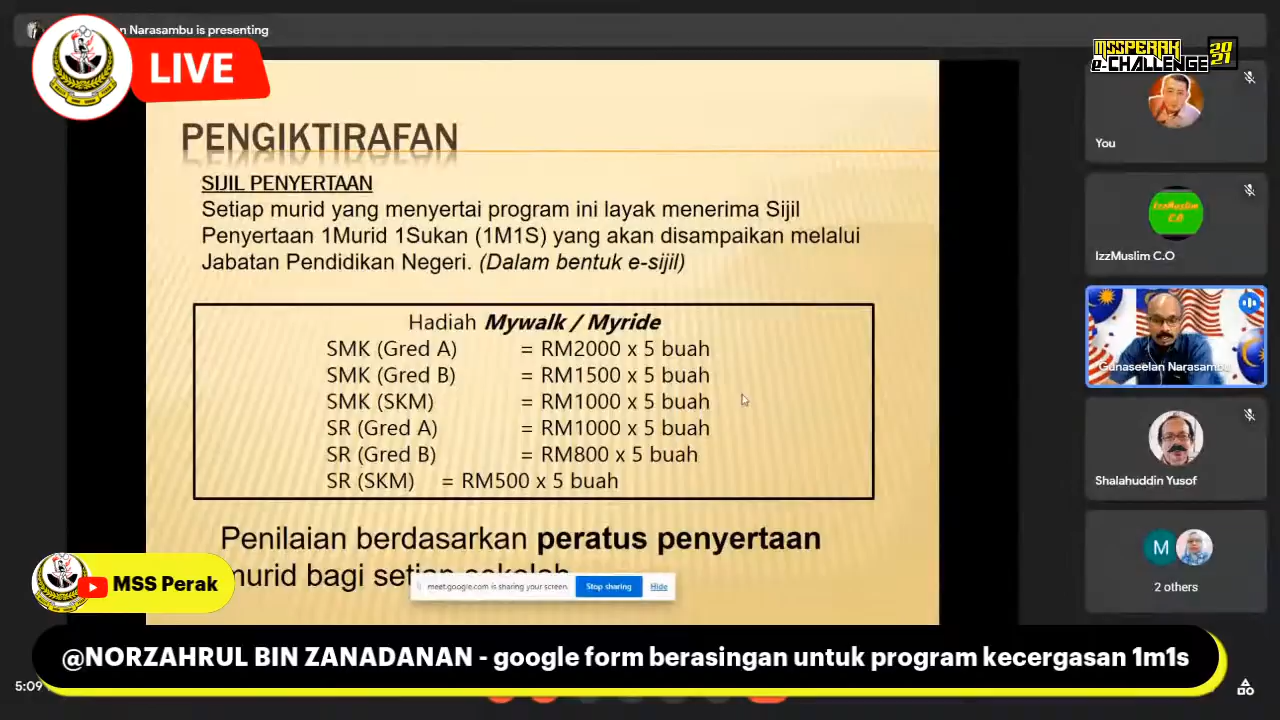 n Narasambu is presenting
LIVE
MSSPERAK
e-CHALLENGE
2021
PENGIKTIRAFAN
SIJIL PENYERTAAN
Setiap murid yang menyertai program ini layak menerima Sijil
Penyertaan 1Murid 1Sukan (1M1S) yang akan disampaikan melalui
Jabatan Pendidikan Negeri. (Dalam bentuk e-sijil)
Hadiah Mywalk / Myride
SMK (Gred A) = RM2000 x 5 buah
SMK (Gred B) = RM1500 x 5 buah
SMK (SKM) = RM1000 x 5 buah
SR (Gred A) = RM1000 x 5 buah
SR (Gred B) = RM800 x 5 buah
SR (SKM) = RM500 x 5 buah
Penilaian berdasarkan peratus penyertaan
murid bagi setiap sekolah
meet.google.com is sharing your screen.
Stop sharing
Hide
You
IzzMuslim
C.O
IzzMuslim C.O
Gunaseelan Narasambu
Shalahuddin Yusof
M
2 others
MSS Perak
@NORZAHRUL BIN ZANADANAN - google form berasingan untuk program kecergasan 1m1s
5:09